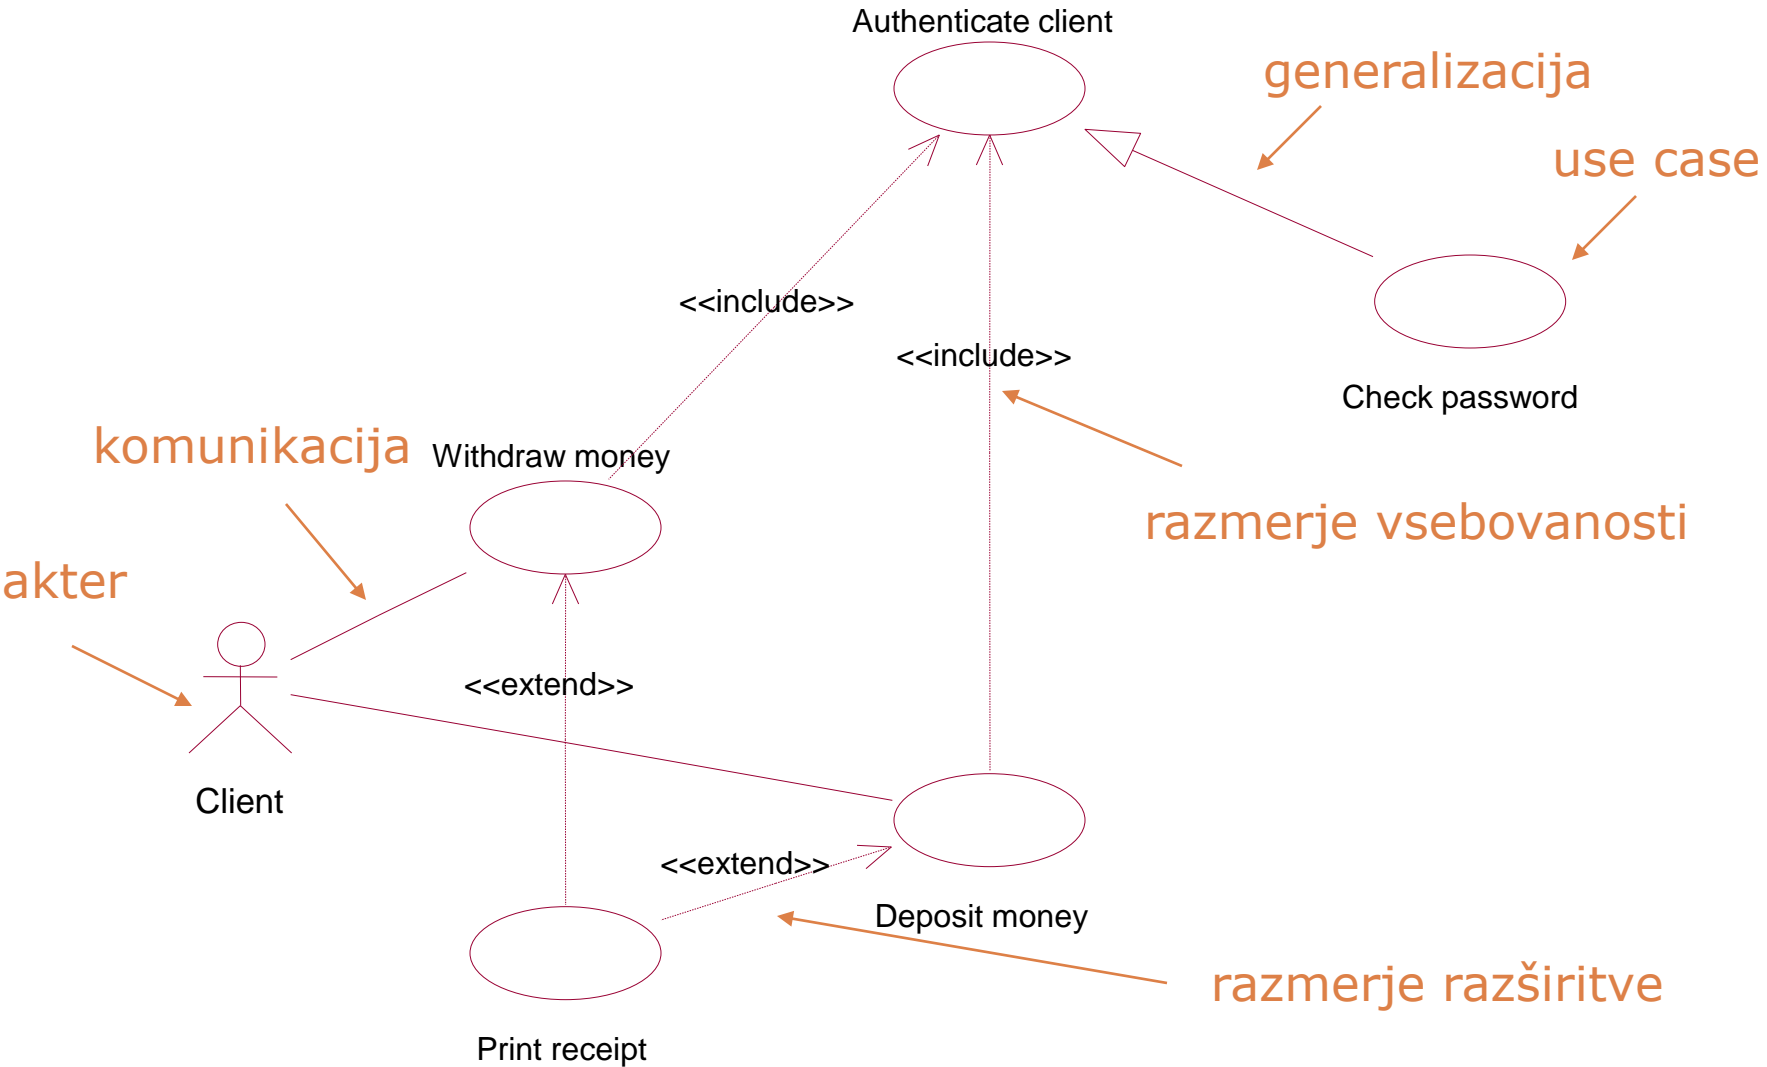 Authenticate client
generalizacija
use case
<<include>>
<<include>>
Check password
komunikacija
Withdraw money
razmerje vsebovanosti
akter
<<extend>>
Client
<<extend>>
Deposit money
razmerje razširitve
Print receipt